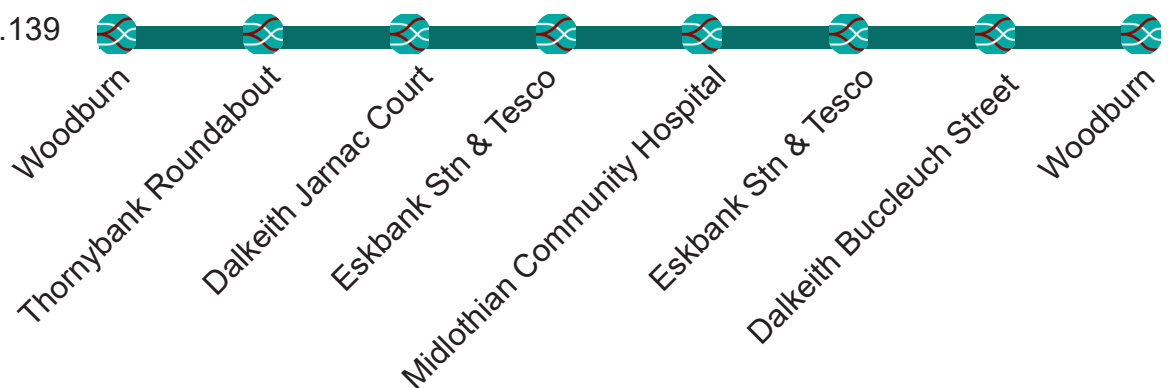 .139
Woodburn
Thornybank Roundabout
Dalkeith Jarnac Court
Eskbank Stn & Tesco
Midlothian Community Hospital
Eskbank Stn & Tesco
Dalkeith Buccleuch Street
Woodburn